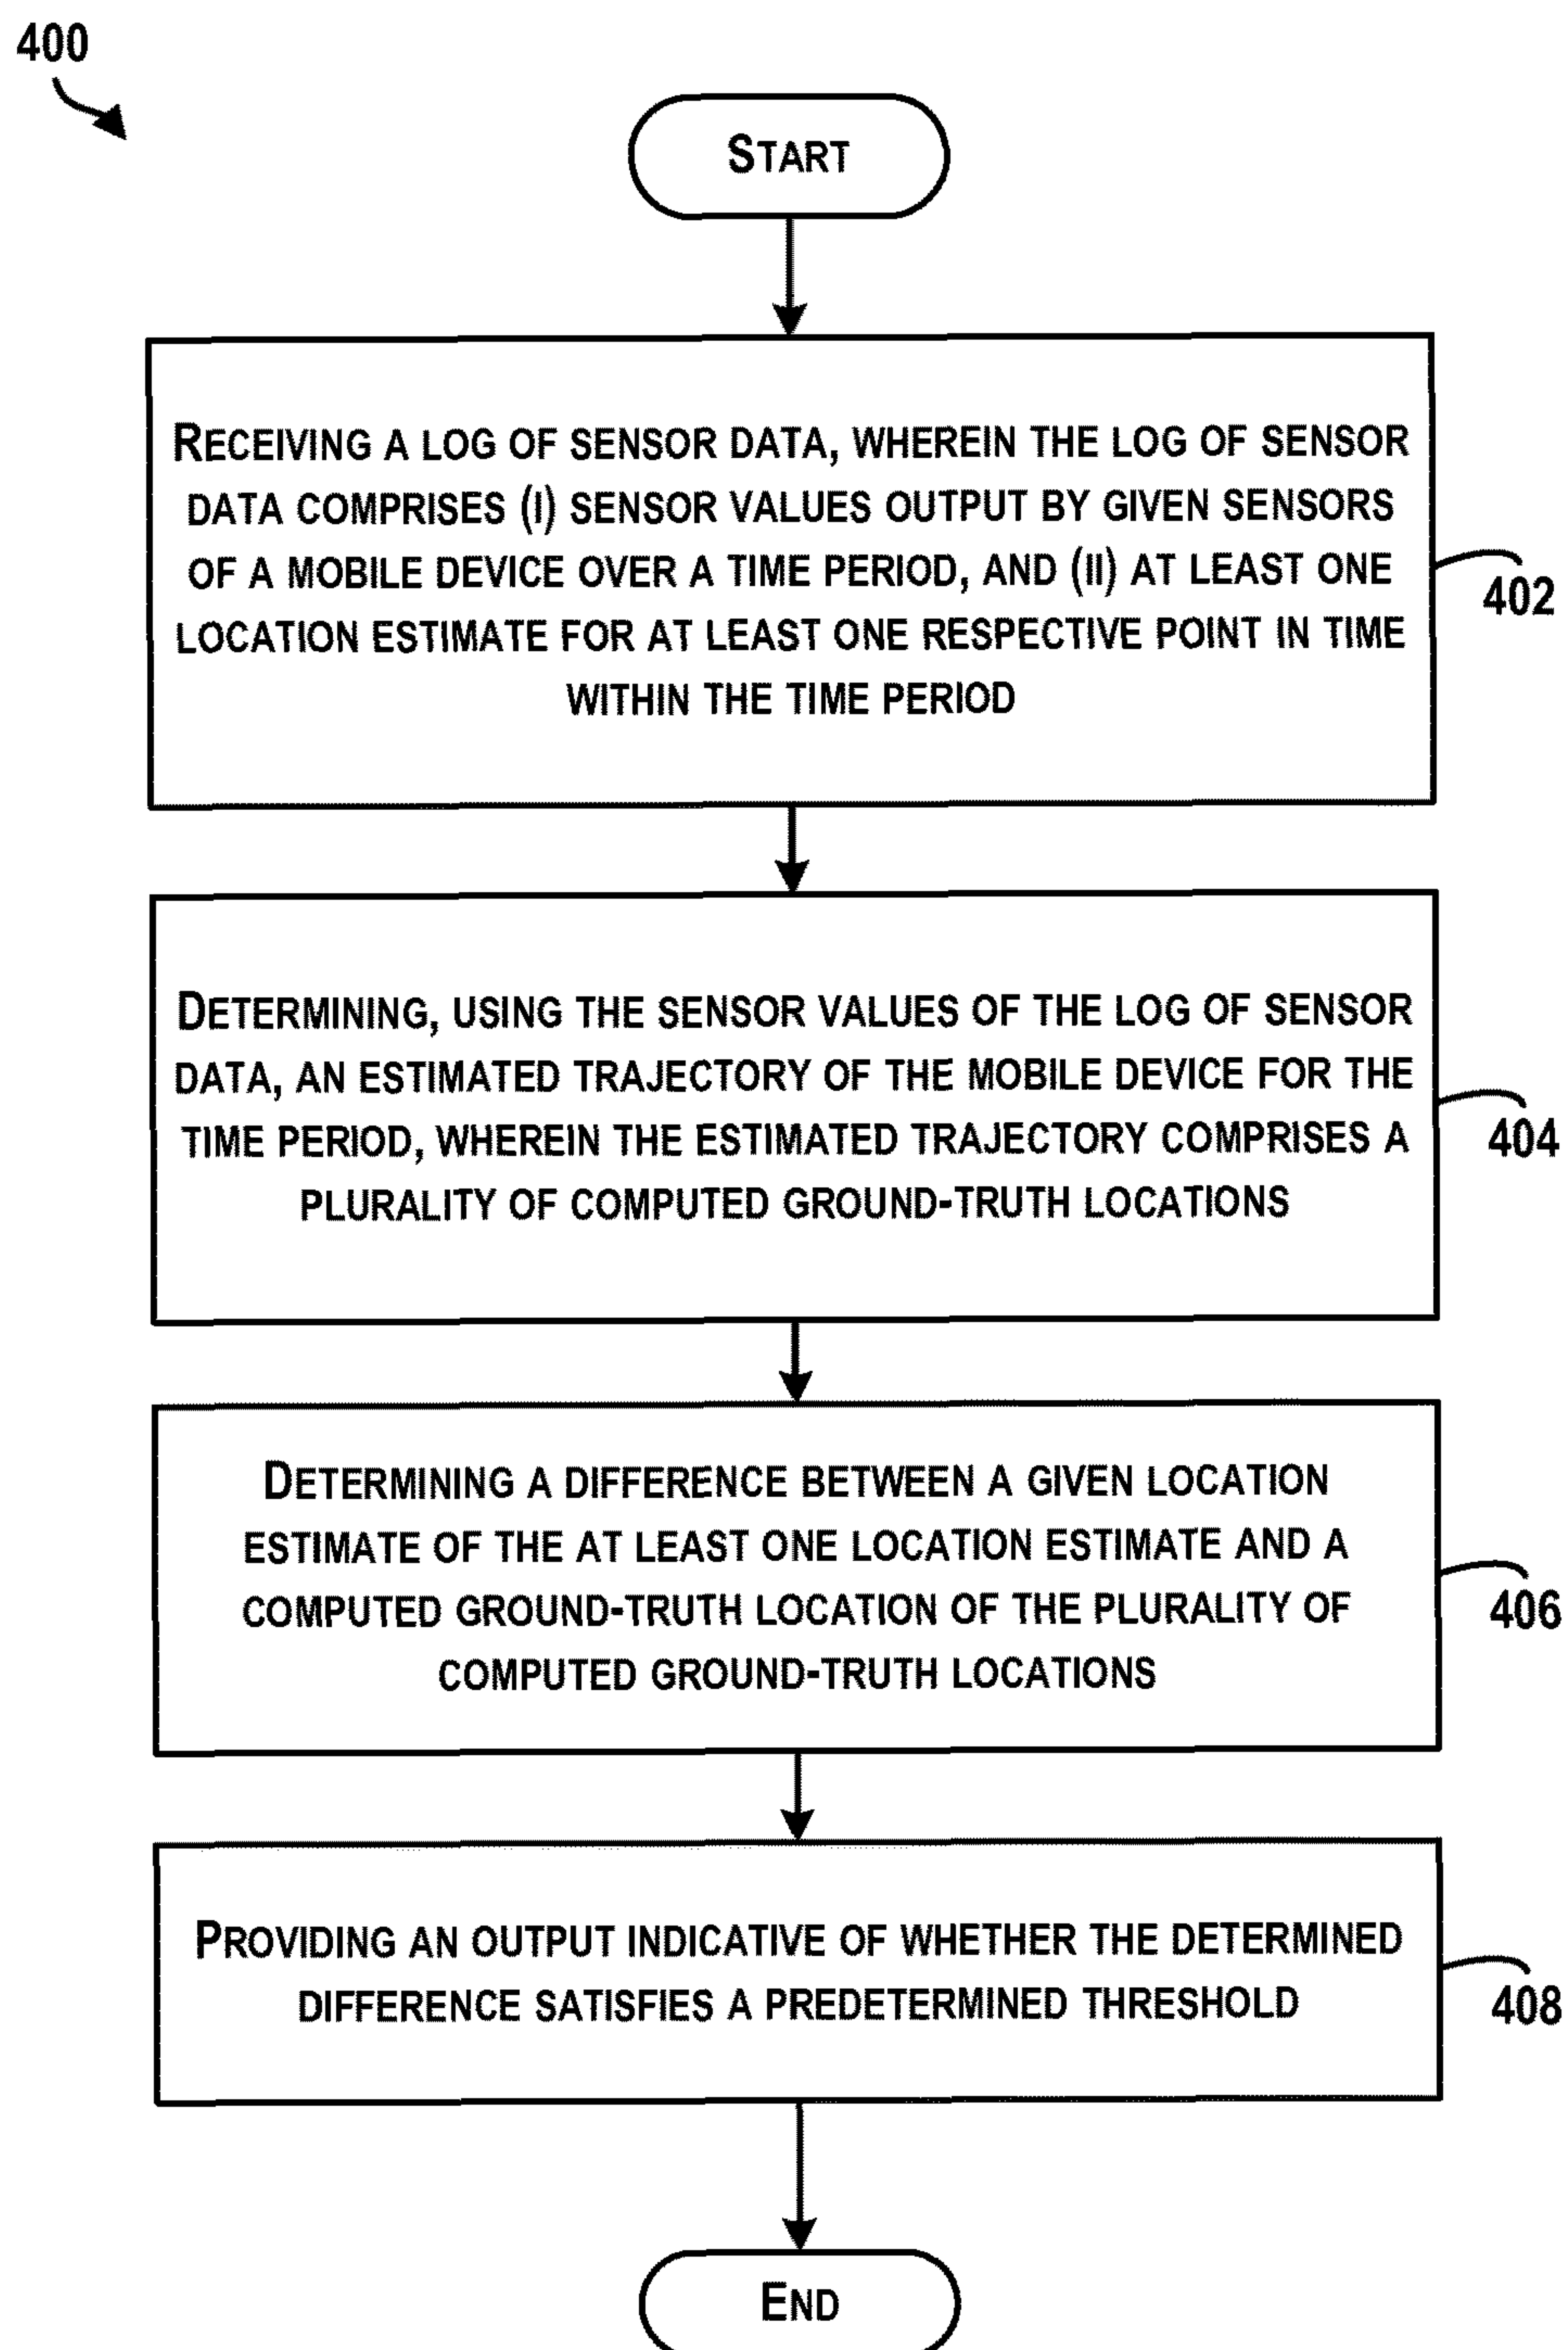 400
START
RECEIVING A LOG OF SENSOR DATA, WHEREIN THE LOG OF SENSOR
DATA COMPRISES (I) SENSOR VALUES OUTPUT BY GIVEN SENSORS
OF A MOBILE DEVICE OVER A TIME PERIOD, AND (II) AT LEAST ONE
LOCATION ESTIMATE FOR AT LEAST ONE RESPECTIVE POINT IN TIME
WITHIN THE TIME PERIOD
402
DETERMINING, USING THE SENSOR VALUES OF THE LOG OF SENSOR
DATA, AN ESTIMATED TRAJECTORY OF THE MOBILE DEVICE FOR THE
TIME PERIOD, WHEREIN THE ESTIMATED TRAJECTORY COMPRISES A
PLURALITY OF COMPUTED GROUND-TRUTH LOCATIONS
404
DETERMINING A DIFFERENCE BETWEEN A GIVEN LOCATION
ESTIMATE OF THE AT LEAST ONE LOCATION ESTIMATE AND A
COMPUTED GROUND-TRUTH LOCATION OF THE PLURALITY OF
COMPUTED GROUND-TRUTH LOCATIONS
406
PROVIDING AN OUTPUT INDICATIVE OF WHETHER THE DETERMINED
DIFFERENCE SATISFIES A PREDETERMINED THRESHOLD
408
END